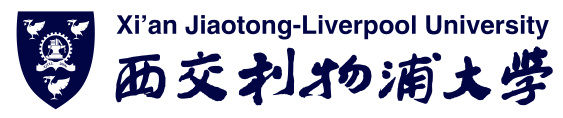 Xi'an Jiaotong-Liverpool University
西交利物浦大學